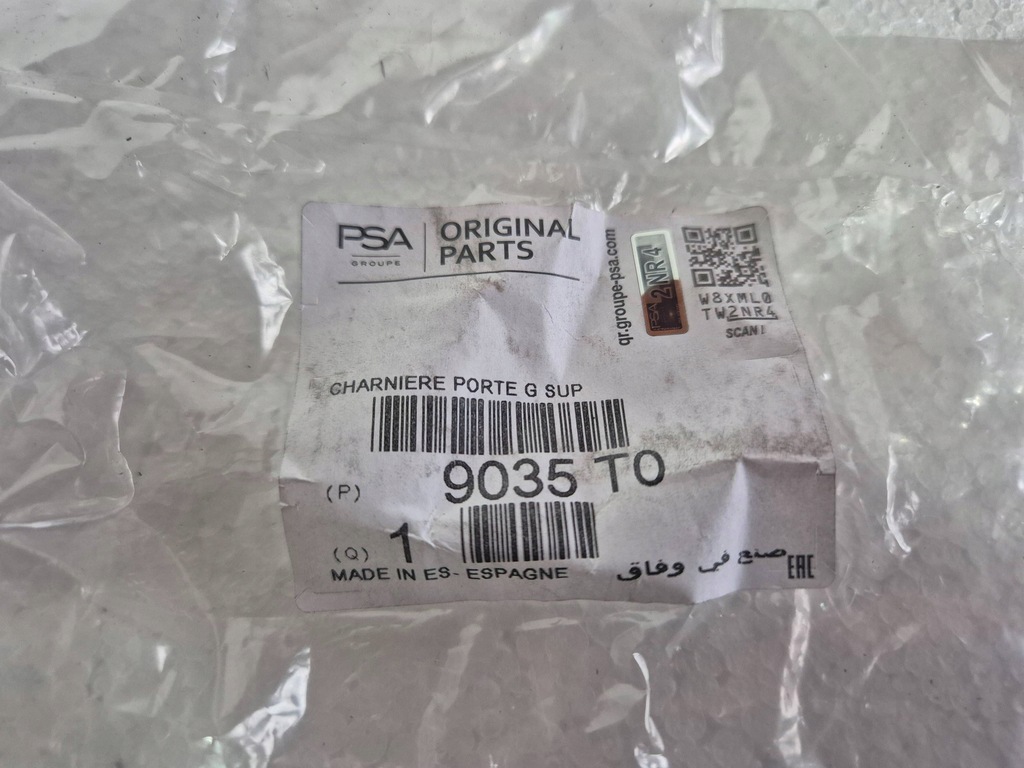 PSA
GROUPE
ORIGINAL
PARTS
qr.groupe-psa.com
PSA 2NR4
W8XML0
TW2NR4
SCAN!
CHARNIERE PORTE G SUP
(P) 9035 T0
(Q) 1
MADE IN ES- ESPAGNE
صنع في وفاق
EAC